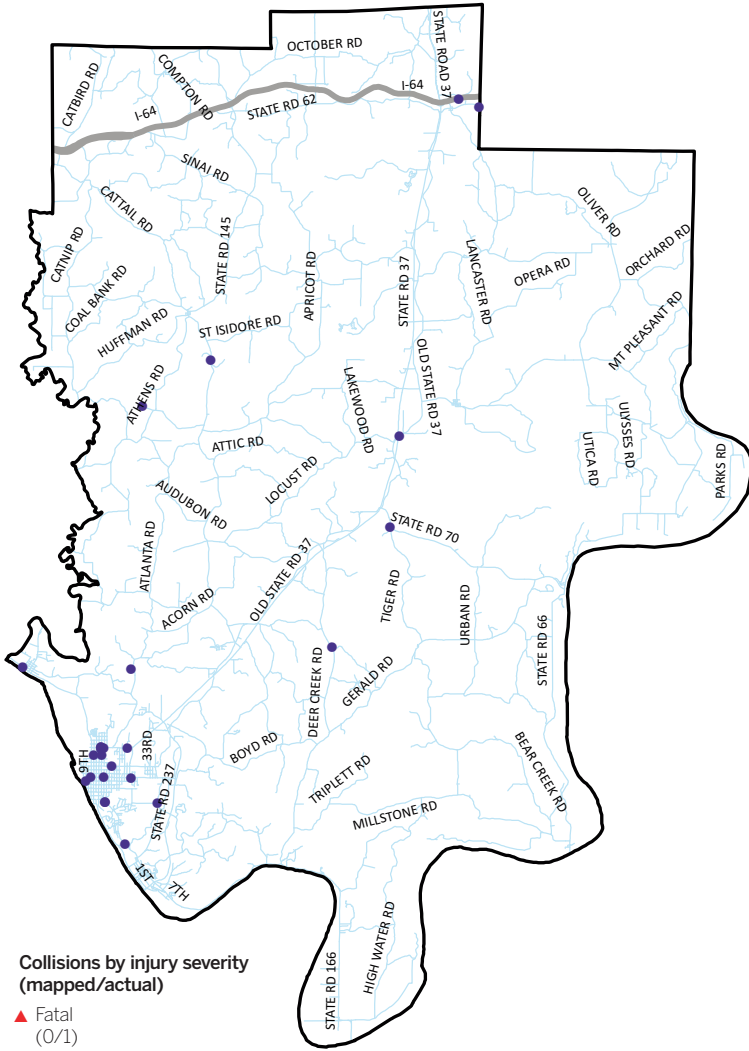 OCTOBER RD
STATE ROAD 37
COMPTON RD
CATBIRD RD
I-64
I-64
STATE RD 62
SINAI RD
CATTAIL RD
OLIVER RD
STATE RD 145
CATNIP RD
LANCASTER RD
ORCHARD RD
APRICOT RD
STATE RD 37
OPERA RD
COAL BANK RD
HUFFMAN RD
ST ISIDORE RD
MT PLEASANT RD
OLD STATE RD 37
ATHENS RD
LAKEWOOD RD
ULYSSES RD
ATTIC RD
UTICA RD
PARKS RD
LOCUST RD
AUDUBON RD
STATE RD 70
ATLANTA RD
OLD STATE RD 37
TIGER RD
URBAN RD
ACORN RD
STATE RD 66
DEER CREEK RD
GERALD RD
33RD
9TH
BOYD RD
BEAR CREEK RD
TRIPLETT RD
STATE RD 237
MILLSTONE RD
1ST
7TH
HIGH WATER RD
STATE RD 166
Collisions by injury severity
(mapped/actual)
Fatal
(0/1)